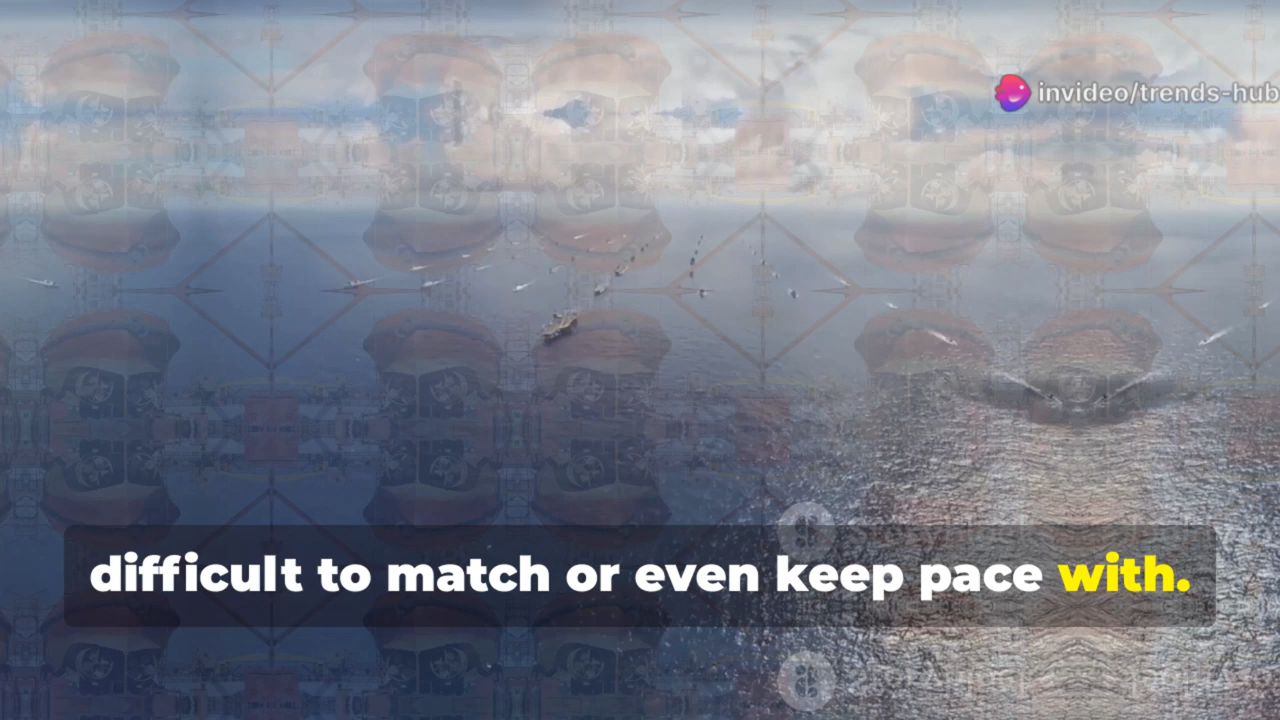 invideo/trends-hub
difficult to match or even keep pace with.